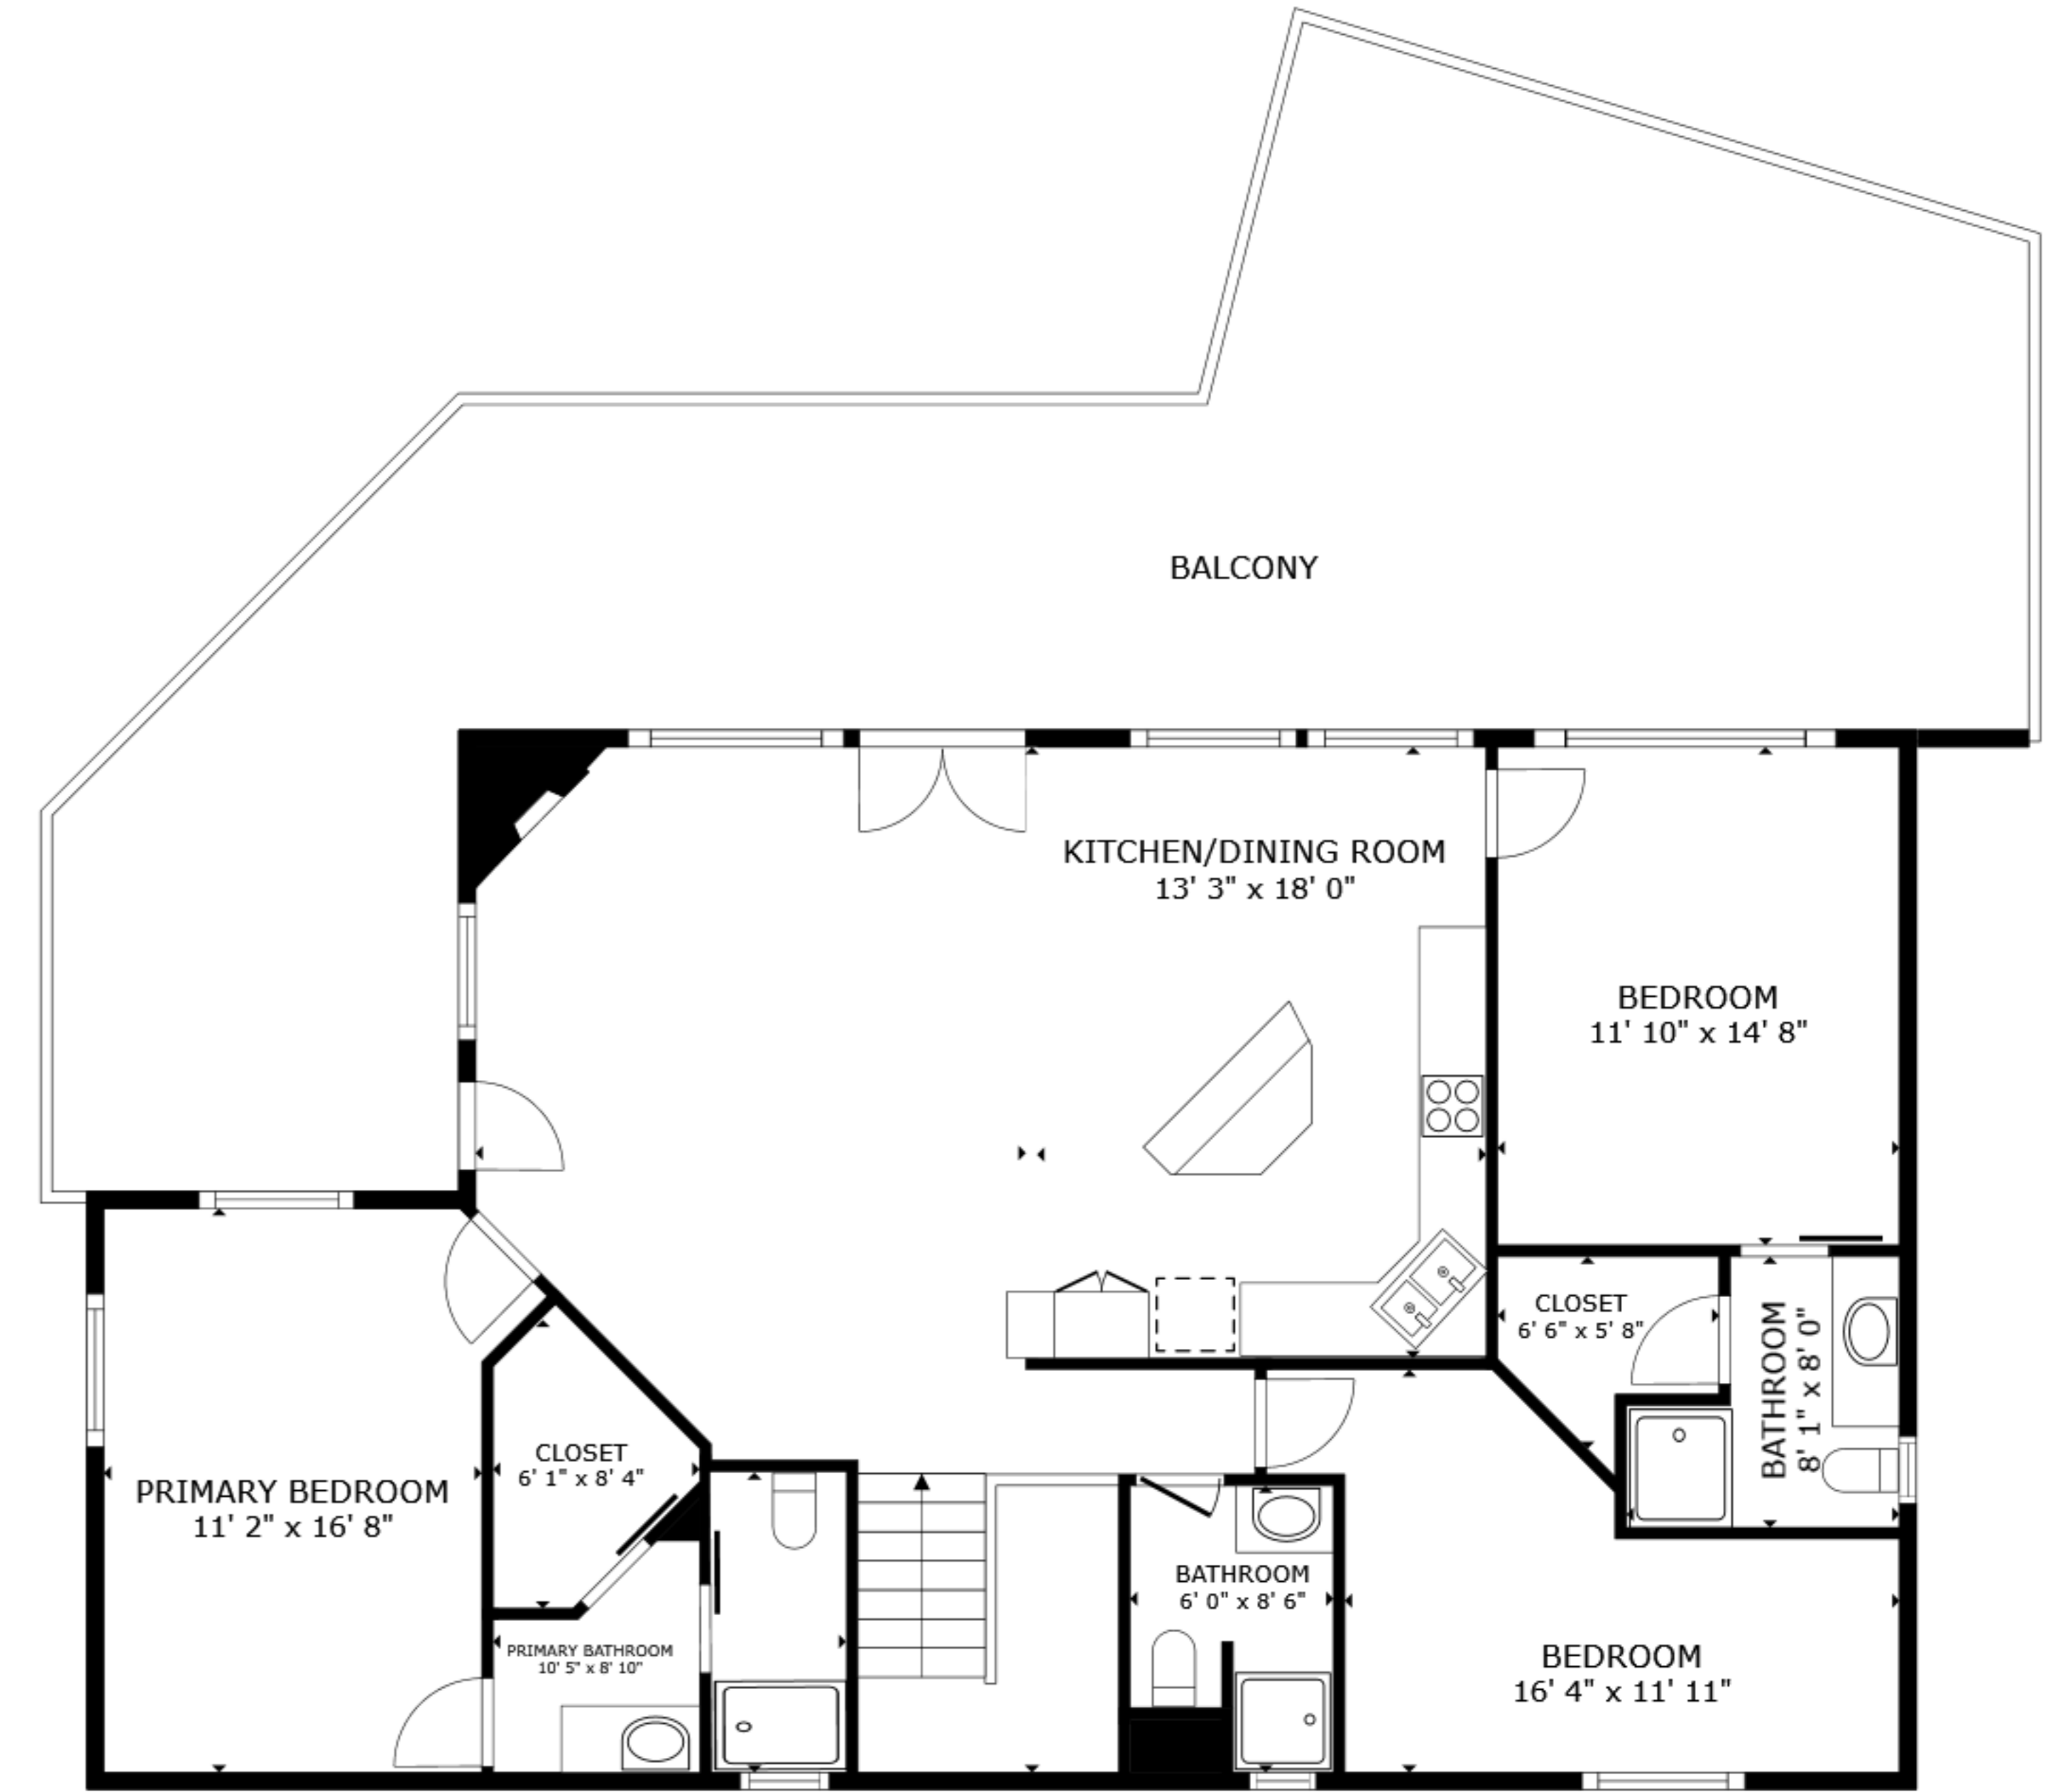 BALCONY
KITCHEN/DINING ROOM
13' 3" x 18' 0"
BEDROOM
11' 10" x 14' 8"
CLOSET
6' 6" x 5' 8"
BATHROOM
8' 1" x 8' 0"
CLOSET
6' 1" x 8' 4"
PRIMARY BEDROOM
11' 2" x 16' 8"
BATHROOM
6' 0" x 8' 6"
PRIMARY BATHROOM
10' 5" x 8' 10"
BEDROOM
16' 4" x 11' 11"